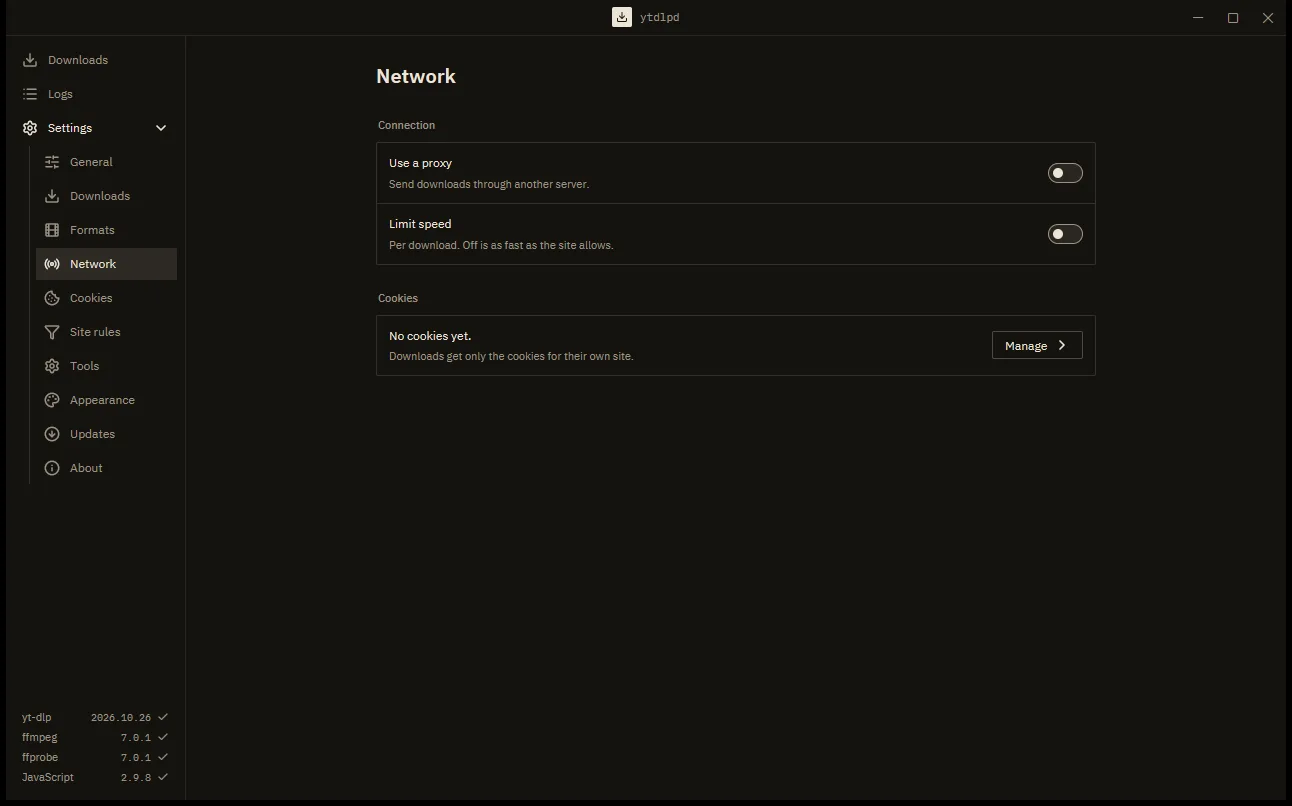 ytdlpd
Downloads
Logs
Settings
General
Downloads
Formats
Network
Cookies
Site rules
Tools
Appearance
Updates
About
yt-dlp 2026.10.26
ffmpeg 7.0.1
ffprobe 7.0.1
JavaScript 2.9.8
Network
Connection
Use a proxy
Send downloads through another server.
Limit speed
Per download. Off is as fast as the site allows.
Cookies
No cookies yet.
Downloads get only the cookies for their own site.
Manage